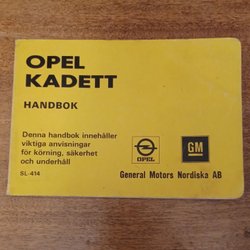 OPEL
KADETT
HANDBOK
Denna handbok innehåller
viktiga anvisningar
för körning, säkerhet
och underhåll
SL-414
OPEL
GM
General Motors Nordiska AB